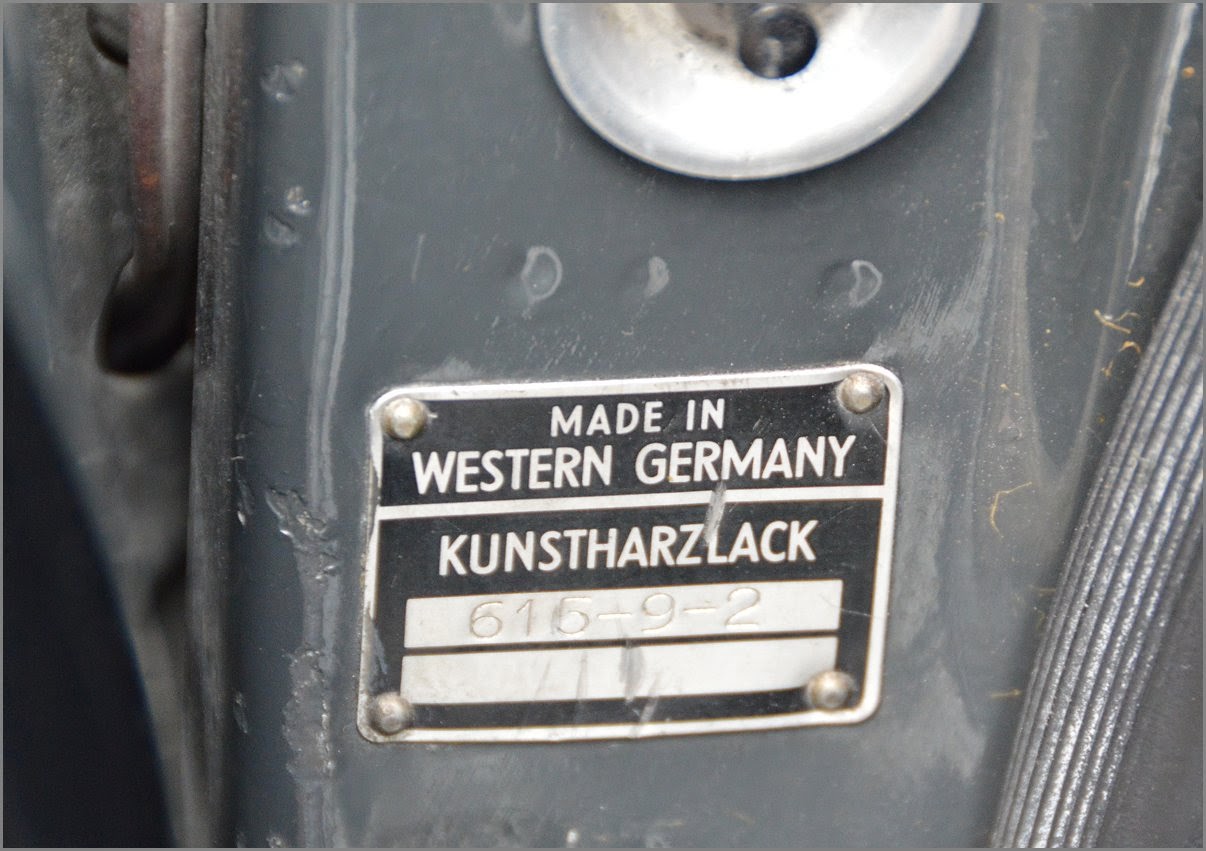 MADE IN
WESTERN GERMANY
KUNSTHARZLACK
615-9-2